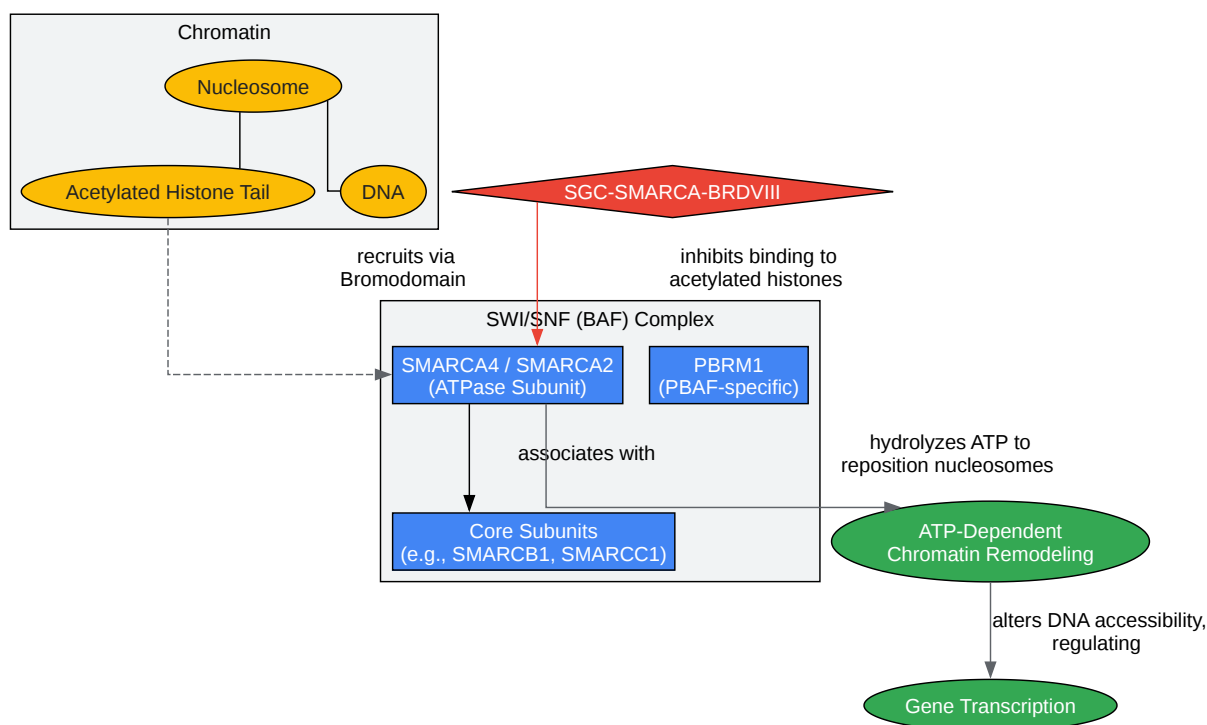 Chromatin
Nucleosome
Acetylated Histone Tail
DNA
SGC-SMARCA-BRDVIII
recruits via
Bromodomain
inhibits binding to
acetylated histones
SWI/SNF (BAF) Complex
SMARCA4 / SMARCA2
(ATPase Subunit)
PBRM1
(PBAF-specific)
associates with
hydrolyzes ATP to
reposition nucleosomes
Core Subunits
(e.g., SMARCB1, SMARCC1)
ATP-Dependent
Chromatin Remodeling
alters DNA accessibility,
regulating
Gene Transcription